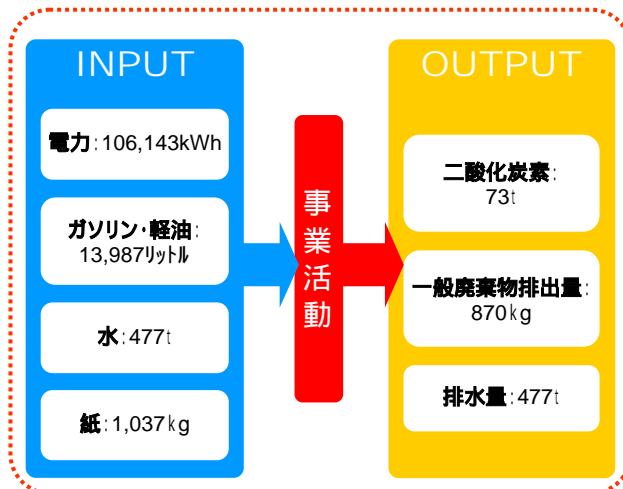 INPUT
電力:106,143kWh
ガソリン・軽油:
13,987リットル
水:477t
紙:1,037kg
事業活動
OUTPUT
二酸化炭素:
73t
一般廃棄物排出量:
870kg
排水量:477t